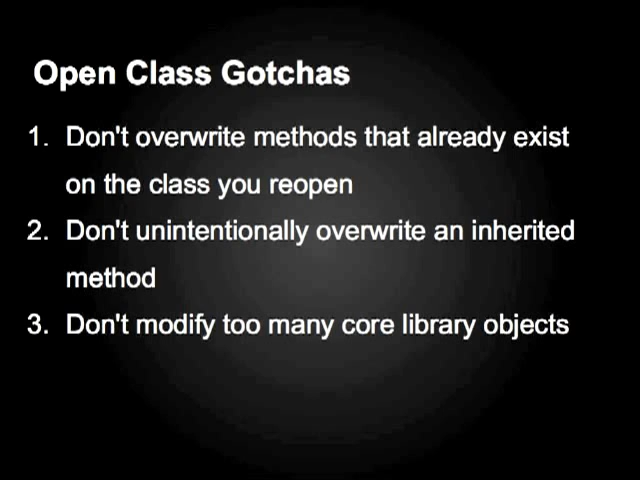 Open Class Gotchas
1. Don't overwrite methods that already exist
on the class you reopen
2. Don't unintentionally overwrite an inherited
method
3. Don't modify too many core library objects